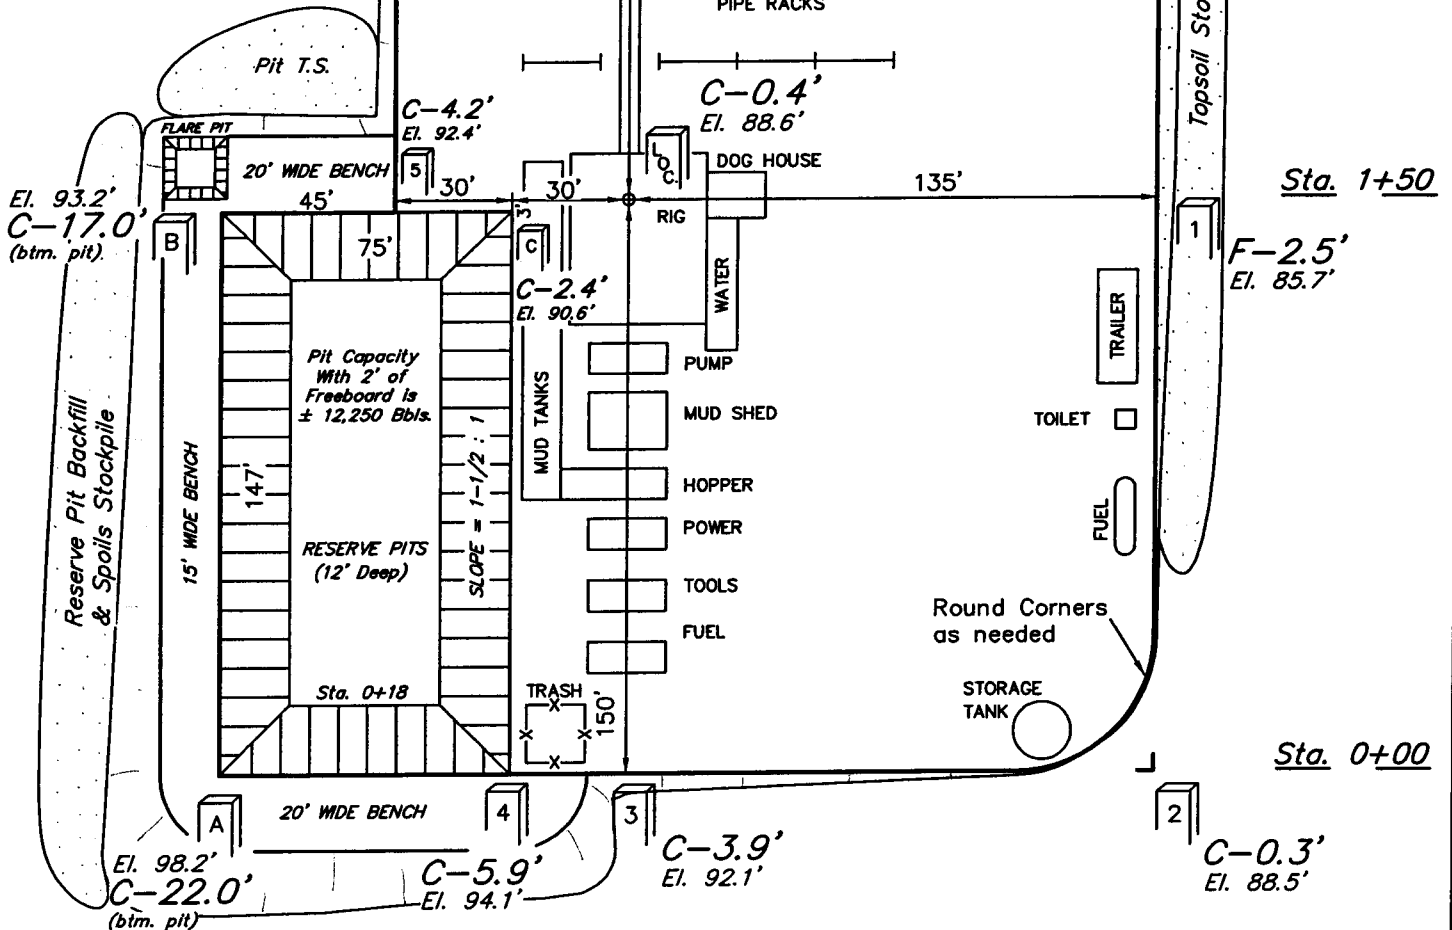 PIPE RACKS
Topsoil Sto
Pit T.S.
C-0.4'
El. 88.6'
C-4.2'
El. 92.4'
FLARE PIT
20' WIDE BENCH
5
LOC.
DOG HOUSE
Sta. 1+50
El. 93.2'
C-17.0'
(btm. pit)
B
45'
30'
30'
135'
3'
RIG
1
75'
C
F-2.5'
El. 85.7'
C-2.4'
El. 90.6'
WATER
TRAILER
Pit Capacity
With 2' of
Freeboard is
± 12,250 Bbls.
PUMP
MUD TANKS
MUD SHED
TOILET
Reserve Pit Backfill
& Spoils Stockpile
15' WIDE BENCH
147'
SLOPE = 1-1/2 : 1
HOPPER
POWER
FUEL
RESERVE PITS
(12' Deep)
TOOLS
FUEL
Round Corners
as needed
Sta. 0+18
TRASH
150'
STORAGE
TANK
Sta. 0+00
A
20' WIDE BENCH
4
3
2
El. 98.2'
C-22.0'
(btm. pit)
C-5.9'
El. 94.1'
C-3.9'
El. 92.1'
C-0.3'
El. 88.5'